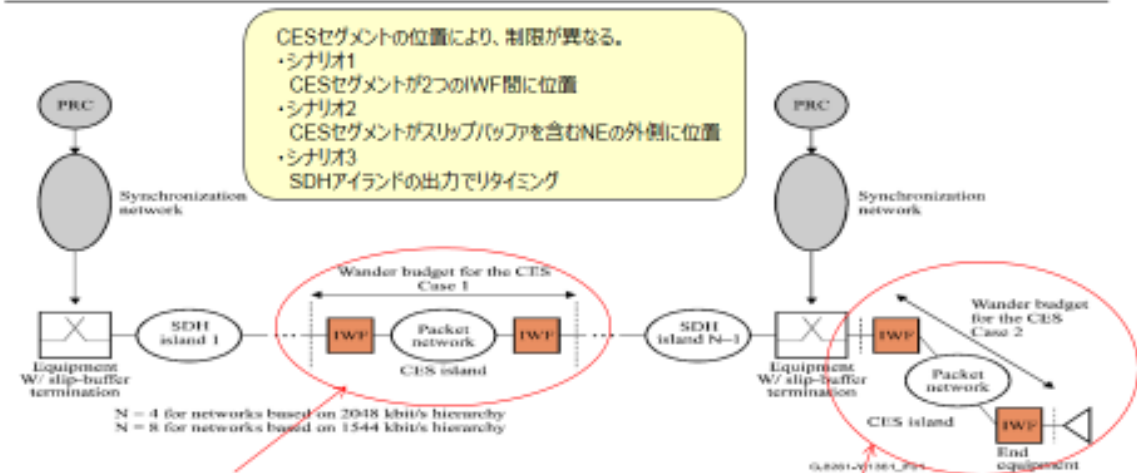 CESセグメントの位置により、制限が異なる。
・シナリオ1
CESセグメントが2つのIWF間に位置
・シナリオ2
CESセグメントがスリップバッファを含むNEの外側に位置
・シナリオ3
SDHアイランドの出力でリタイミング
PRC
PRC
Synchronization
network
Synchronization
network
Wander budget for the CES
Case 1
Wander budget
for the CES
Case 2
SDH
island 1
IWF
Packet
network
IWF
CES island
SDH
island N–1
IWF
Packet
network
IWF
CES island
Equipment
W/ slip-buffer
termination
Equipment
W/ slip-buffer
termination
N = 4 for networks based on 2048 kbit/s hierarchy
N = 8 for networks based on 1544 kbit/s hierarchy
End
equipment